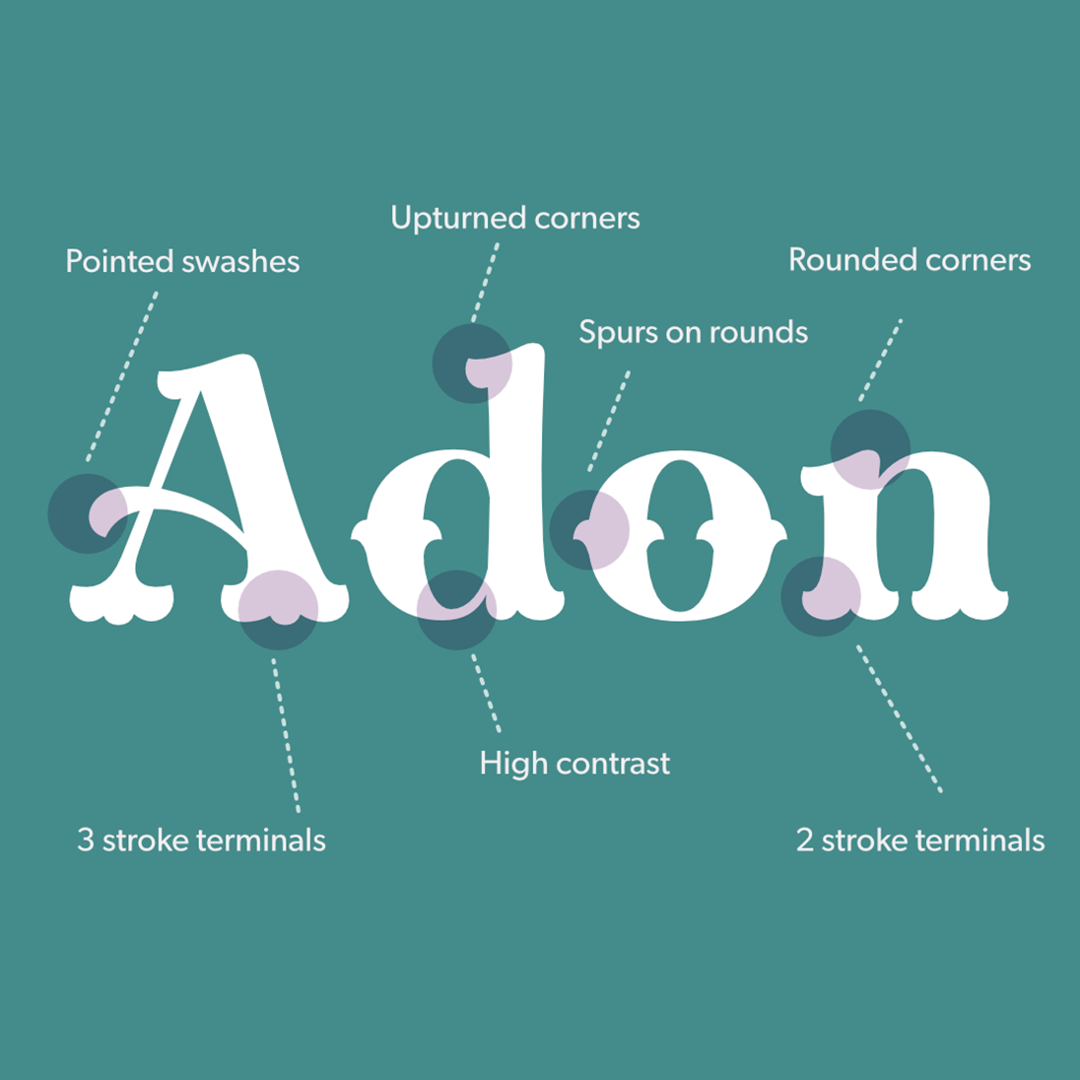 Upturned corners
Pointed swashes
Rounded corners
Spurs on rounds
Adon
High contrast
3 stroke terminals
2 stroke terminals